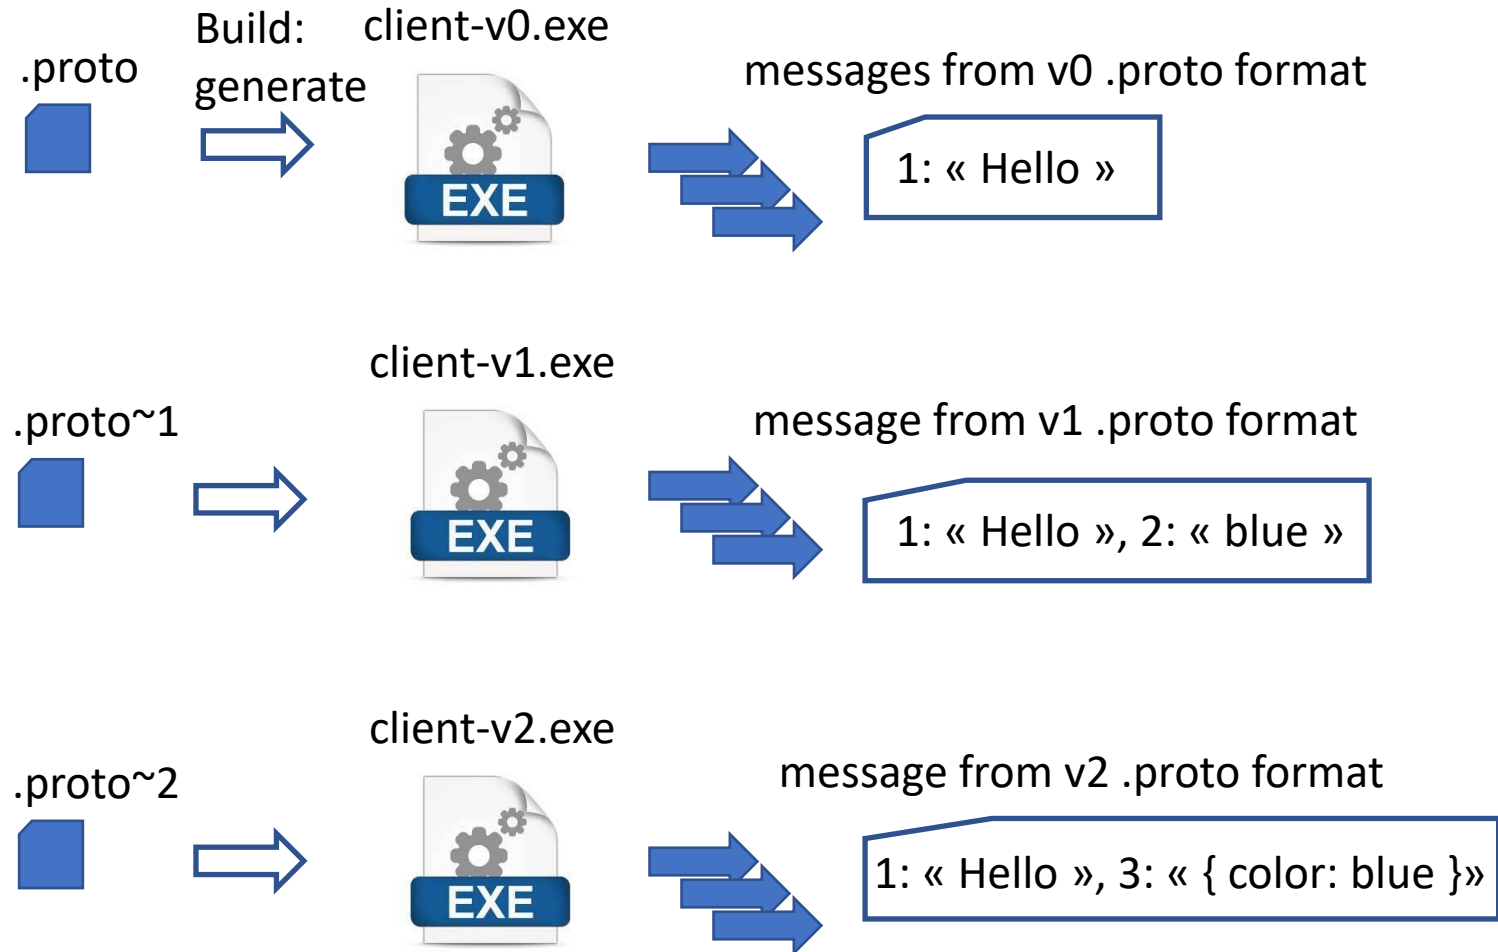 .proto
Build:
generate
client-v0.exe
EXE
messages from v0 .proto format
1: « Hello »
.proto~1
client-v1.exe
EXE
message from v1 .proto format
1: « Hello », 2: « blue »
.proto~2
client-v2.exe
EXE
message from v2 .proto format
1: « Hello », 3: « { color: blue }»